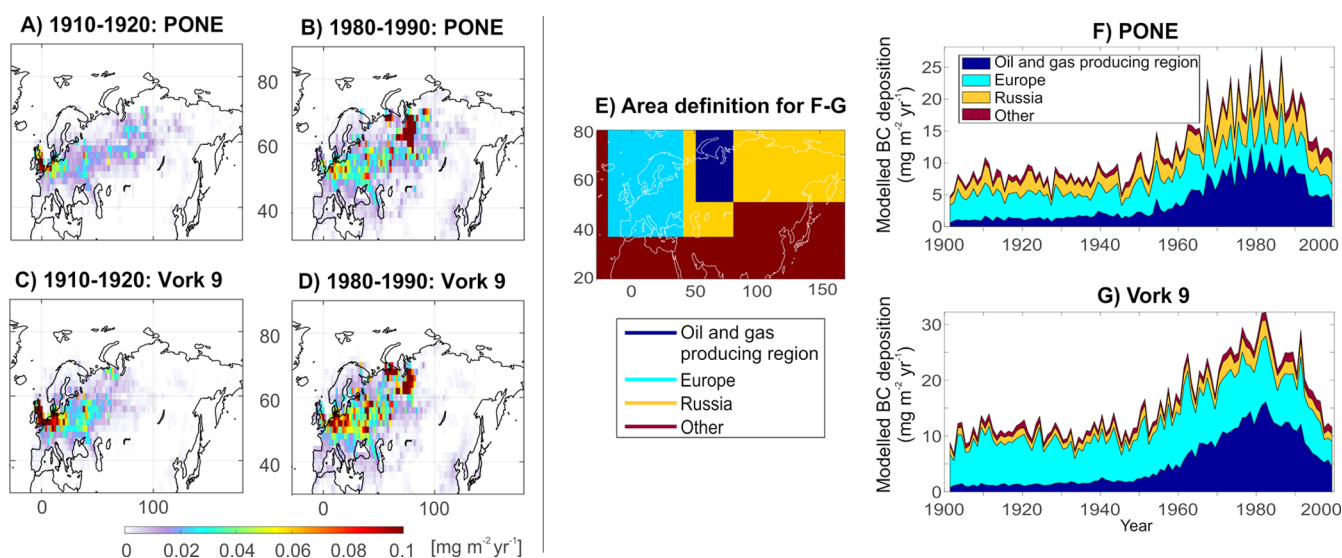 A) 1910-1920: PONE
B) 1980-1990: PONE
0
100
0
100
80
60
40
C) 1910-1920: Vork 9
D) 1980-1990: Vork 9
80
60
40
0
100
0
100
0
0.02
0.04
0.06
0.08
0.1
[mg m⁻² yr⁻¹]
E) Area definition for F-G
80
60
40
20
0
50
100
150
Oil and gas
producing region
Europe
Russia
Other
F) PONE
Oil and gas producing region
Europe
Russia
Other
Modelled BC deposition
(mg m⁻² yr⁻¹)
25
20
15
10
5
0
1900
1920
1940
1960
1980
2000
G) Vork 9
Modelled BC deposition
(mg m⁻² yr⁻¹)
30
20
10
0
1900
1920
1940
1960
1980
2000
Year